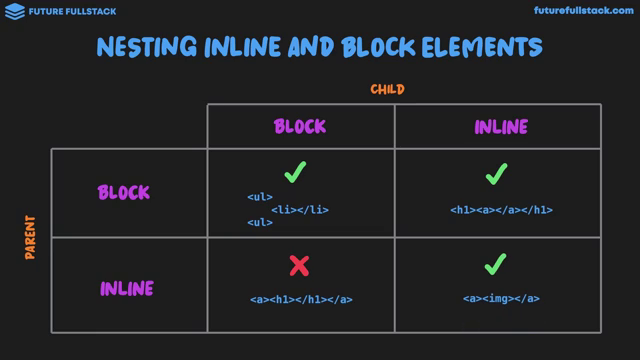 FUTURE FULLSTACK
futurefullstack.com
NESTING INLINE AND BLOCK ELEMENTS
CHILD
BLOCK
INLINE
PARENT
BLOCK
<ul>
<li></li>
<ul>
<h1><a></a></h1>
INLINE
<a><h1></h1></a>
<a><img></a>